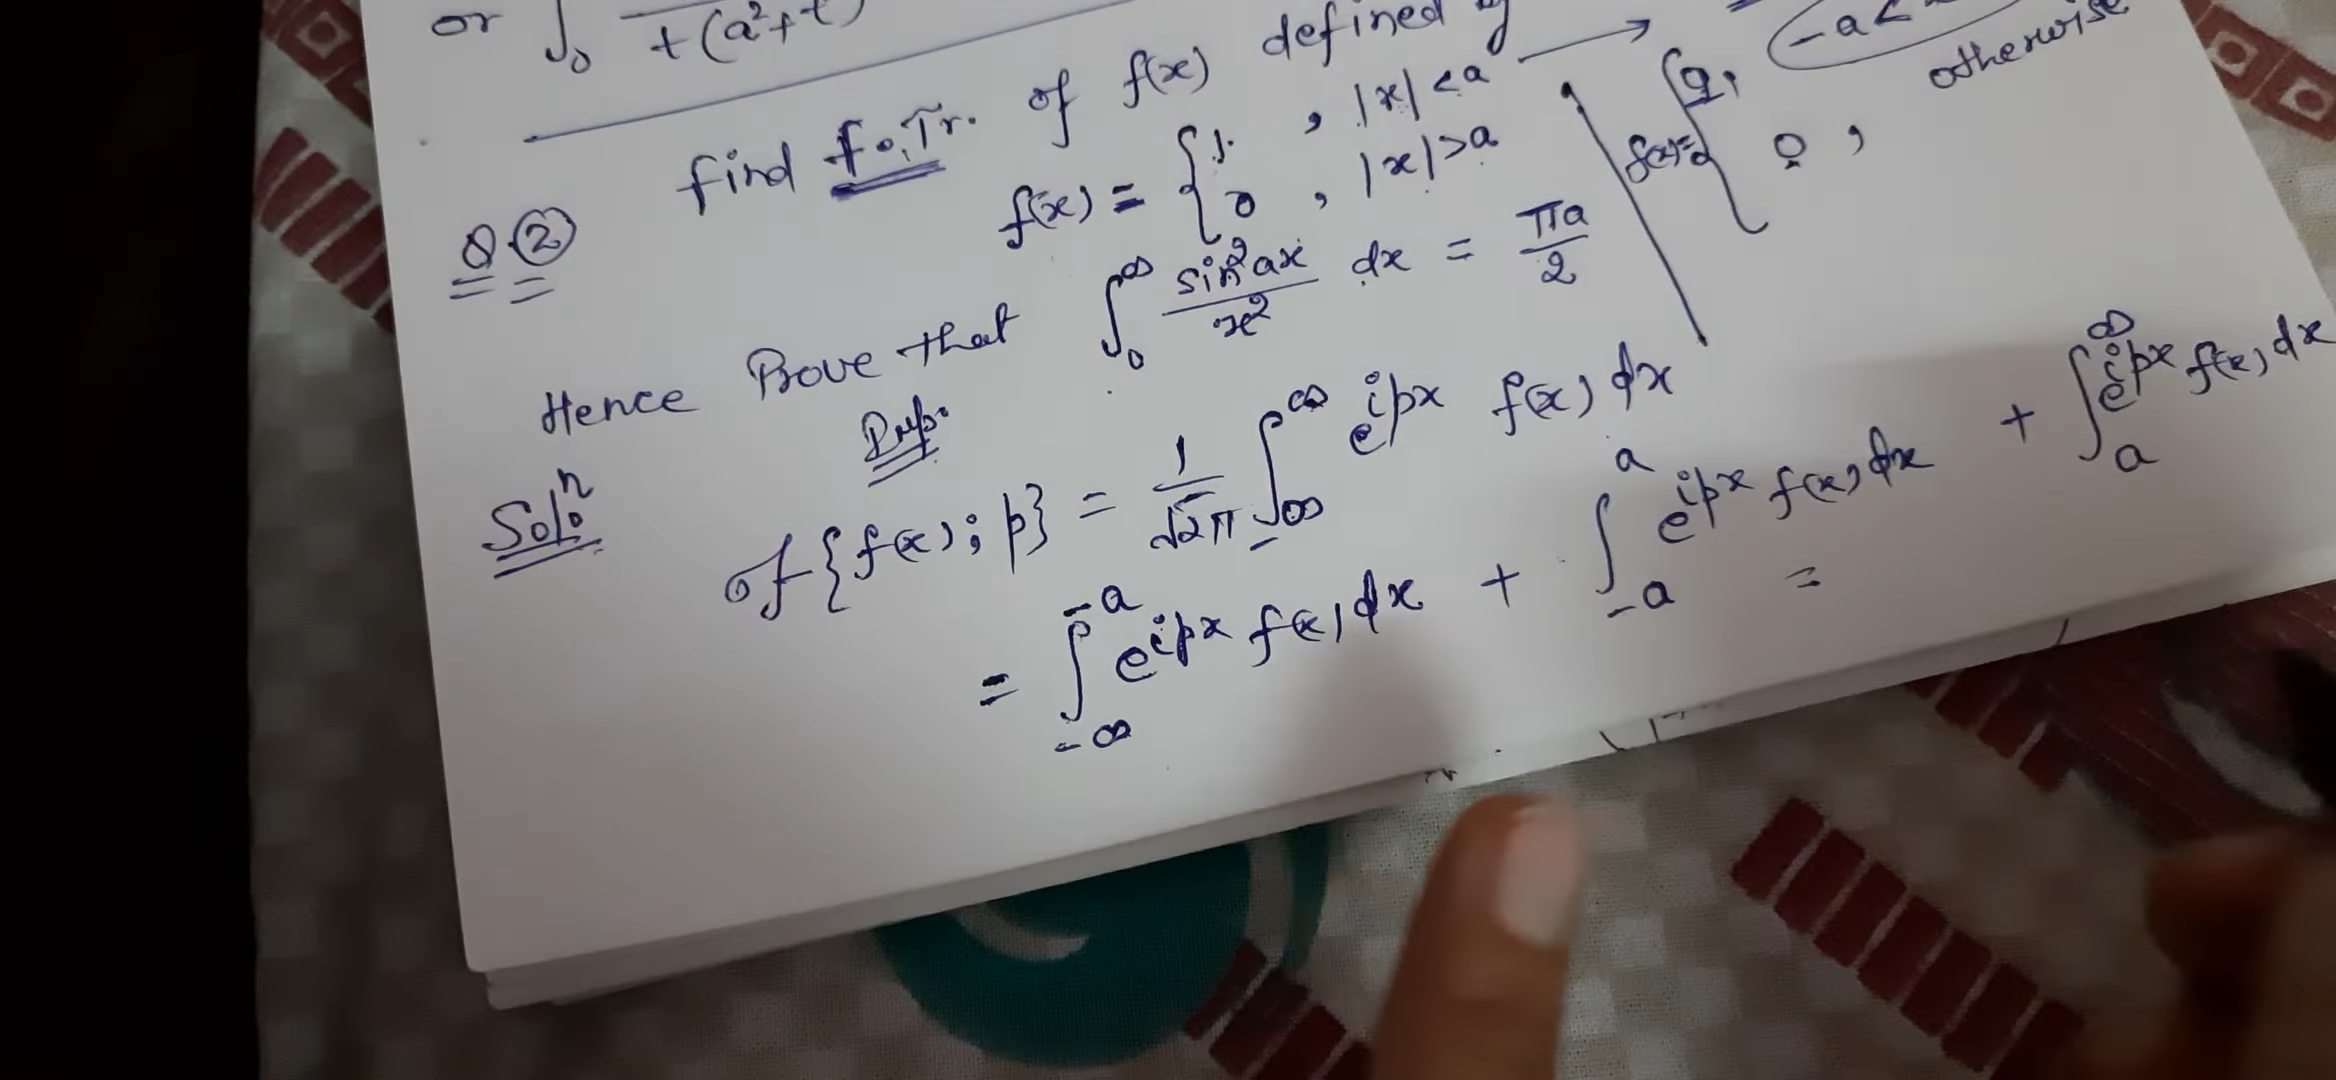 or ∫₀ + (a²+t)
Q (2) find f.o.Tr. of f(x) defined by →
f(x) = { 1, |x| < a
0, |x| > a
f(x) = { -a <
0, otherwise
Hence Prove that ∫₀^∞ sin²ax / x² dx = πa / 2
Solⁿ
F{f(x); p} = 1/√2π ∫_{-∞}^{∞} e^{ipx} f(x) dx
= ∫_{-∞}^{-a} e^{ipx} f(x) dx + ∫_{-a}^{a} e^{ipx} f(x) dx + ∫_{a}^{∞} e^{ipx} f(x) dx
=